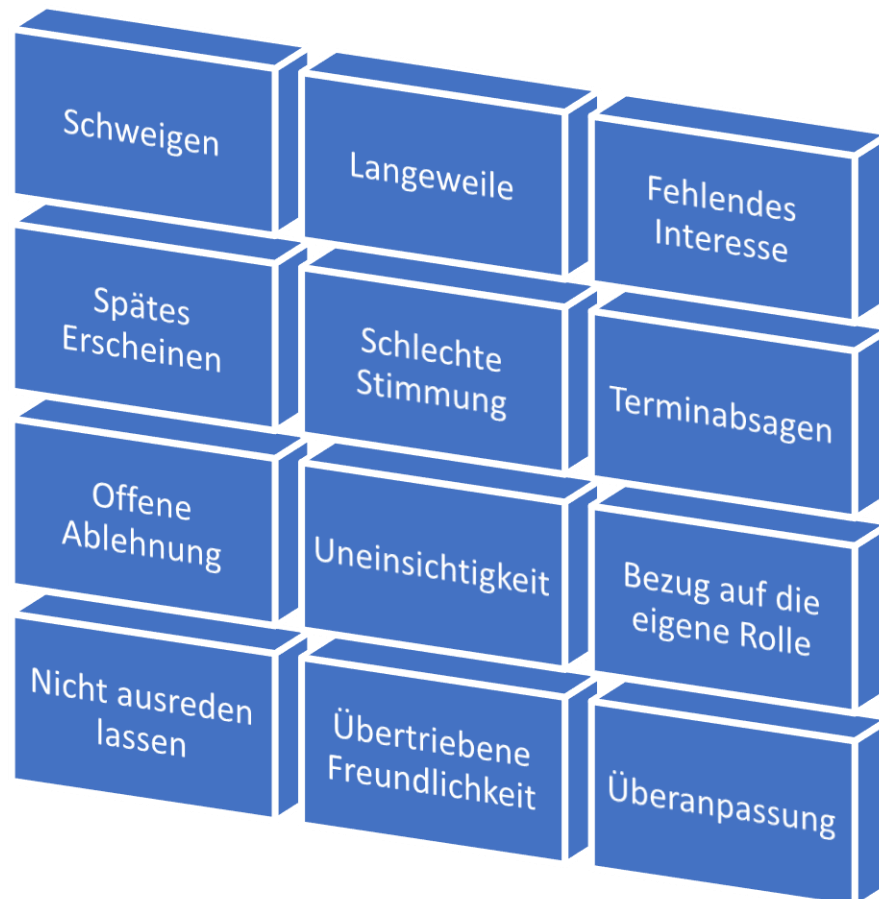 Schweigen
Langeweile
Fehlendes
Interesse
Spätes
Erscheinen
Schlechte
Stimmung
Terminabsagen
Offene
Ablehnung
Uneinsichtigkeit
Bezug auf die
eigene Rolle
Nicht ausreden
lassen
Übertriebene
Freundlichkeit
Überanpassung